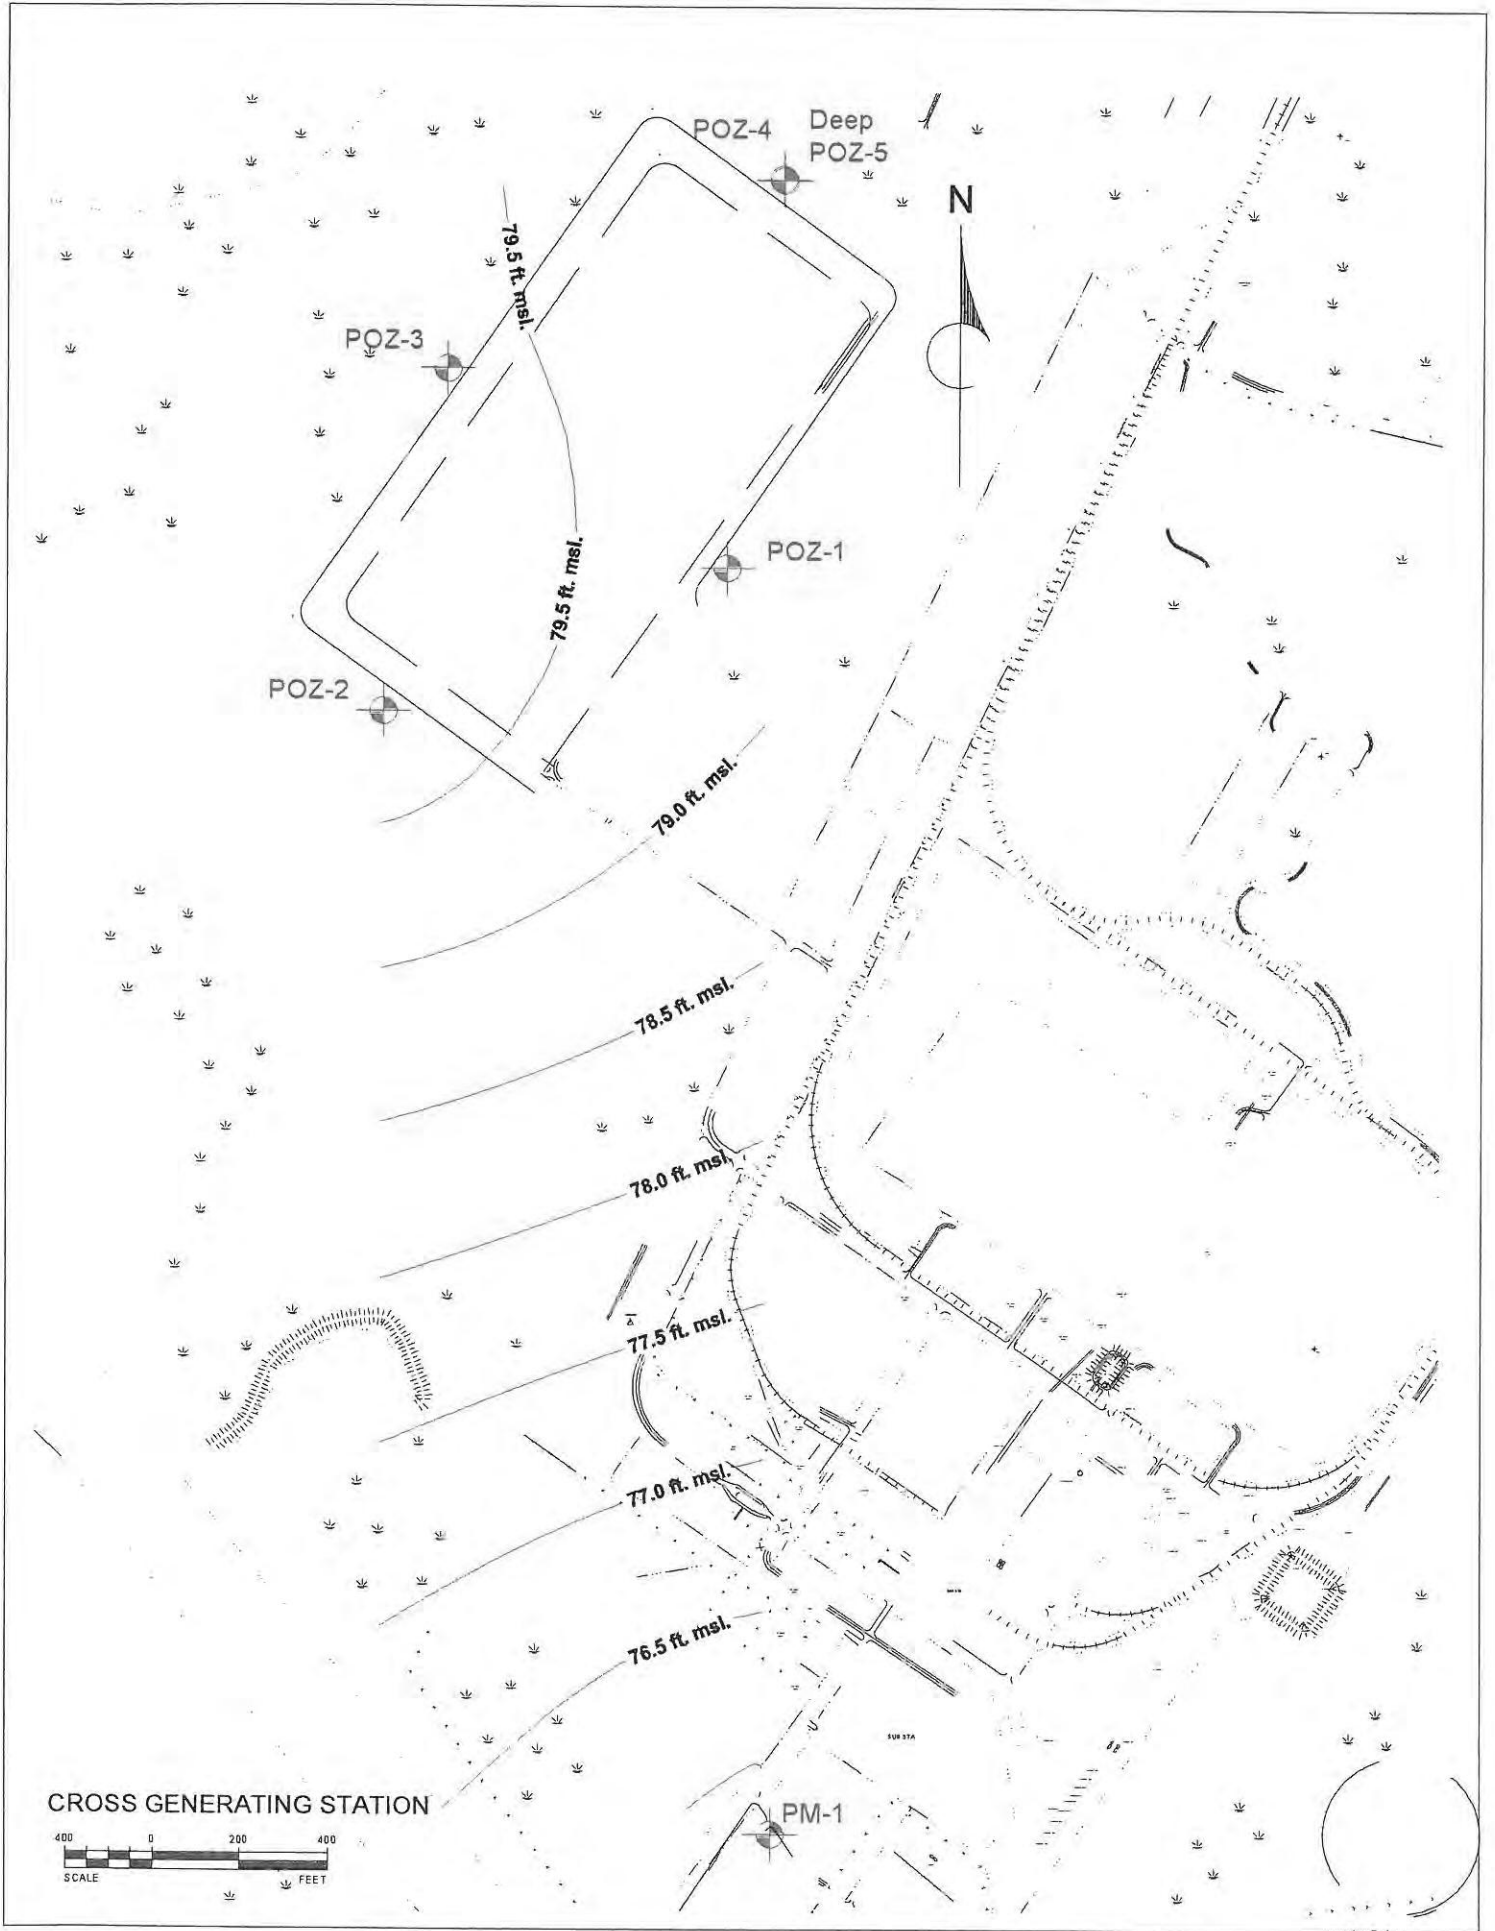 POZ-4
Deep
POZ-5
N
79.5 ft. msl.
POZ-3
POZ-1
79.5 ft. msl.
POZ-2
79.0 ft. msl.
78.5 ft. msl.
78.0 ft. msl.
77.5 ft. msl.
77.0 ft. msl.
76.5 ft. msl.
SUB STA
CROSS GENERATING STATION
PM-1
400 0 200 400
SCALE FEET